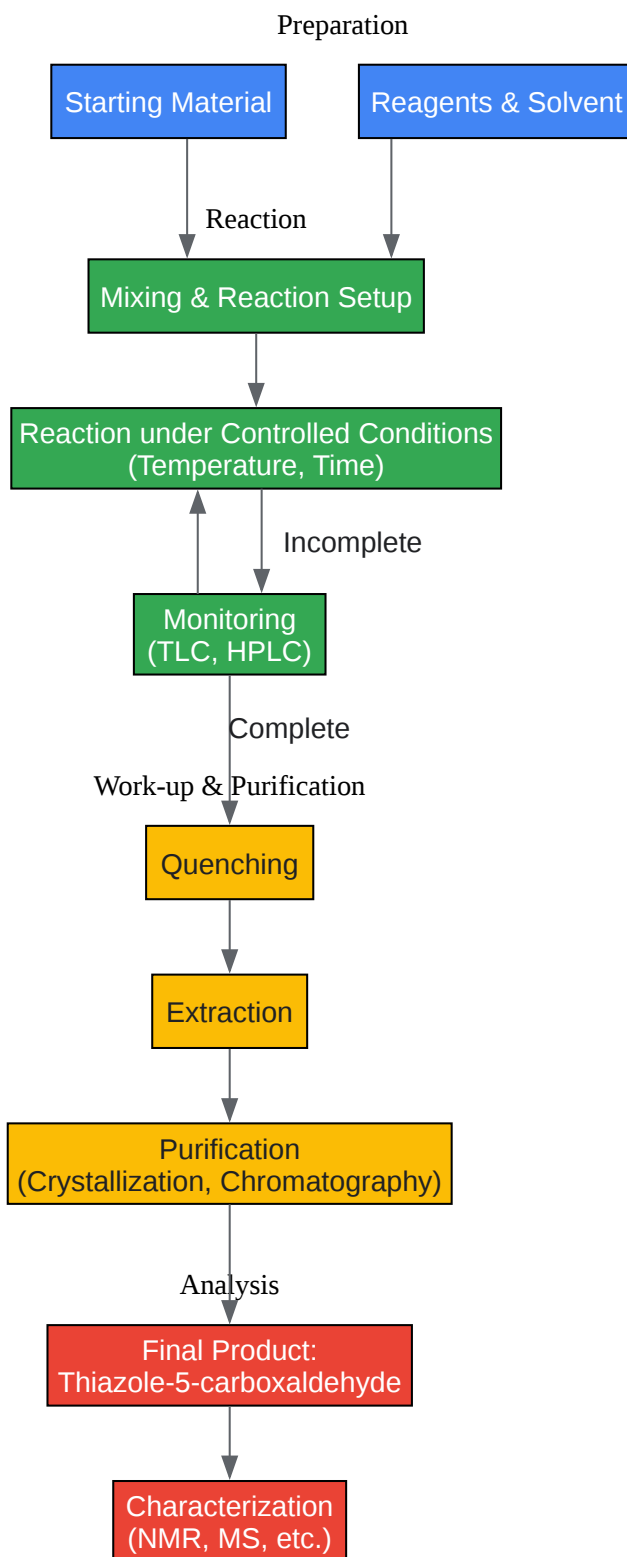 Preparation
Starting Material
Reagents & Solvent
Reaction
Mixing & Reaction Setup
Reaction under Controlled Conditions
(Temperature, Time)
Incomplete
Monitoring
(TLC, HPLC)
Complete
Work-up & Purification
Quenching
Extraction
Purification
(Crystallization, Chromatography)
Analysis
Final Product:
Thiazole-5-carboxaldehyde
Characterization
(NMR, MS, etc.)